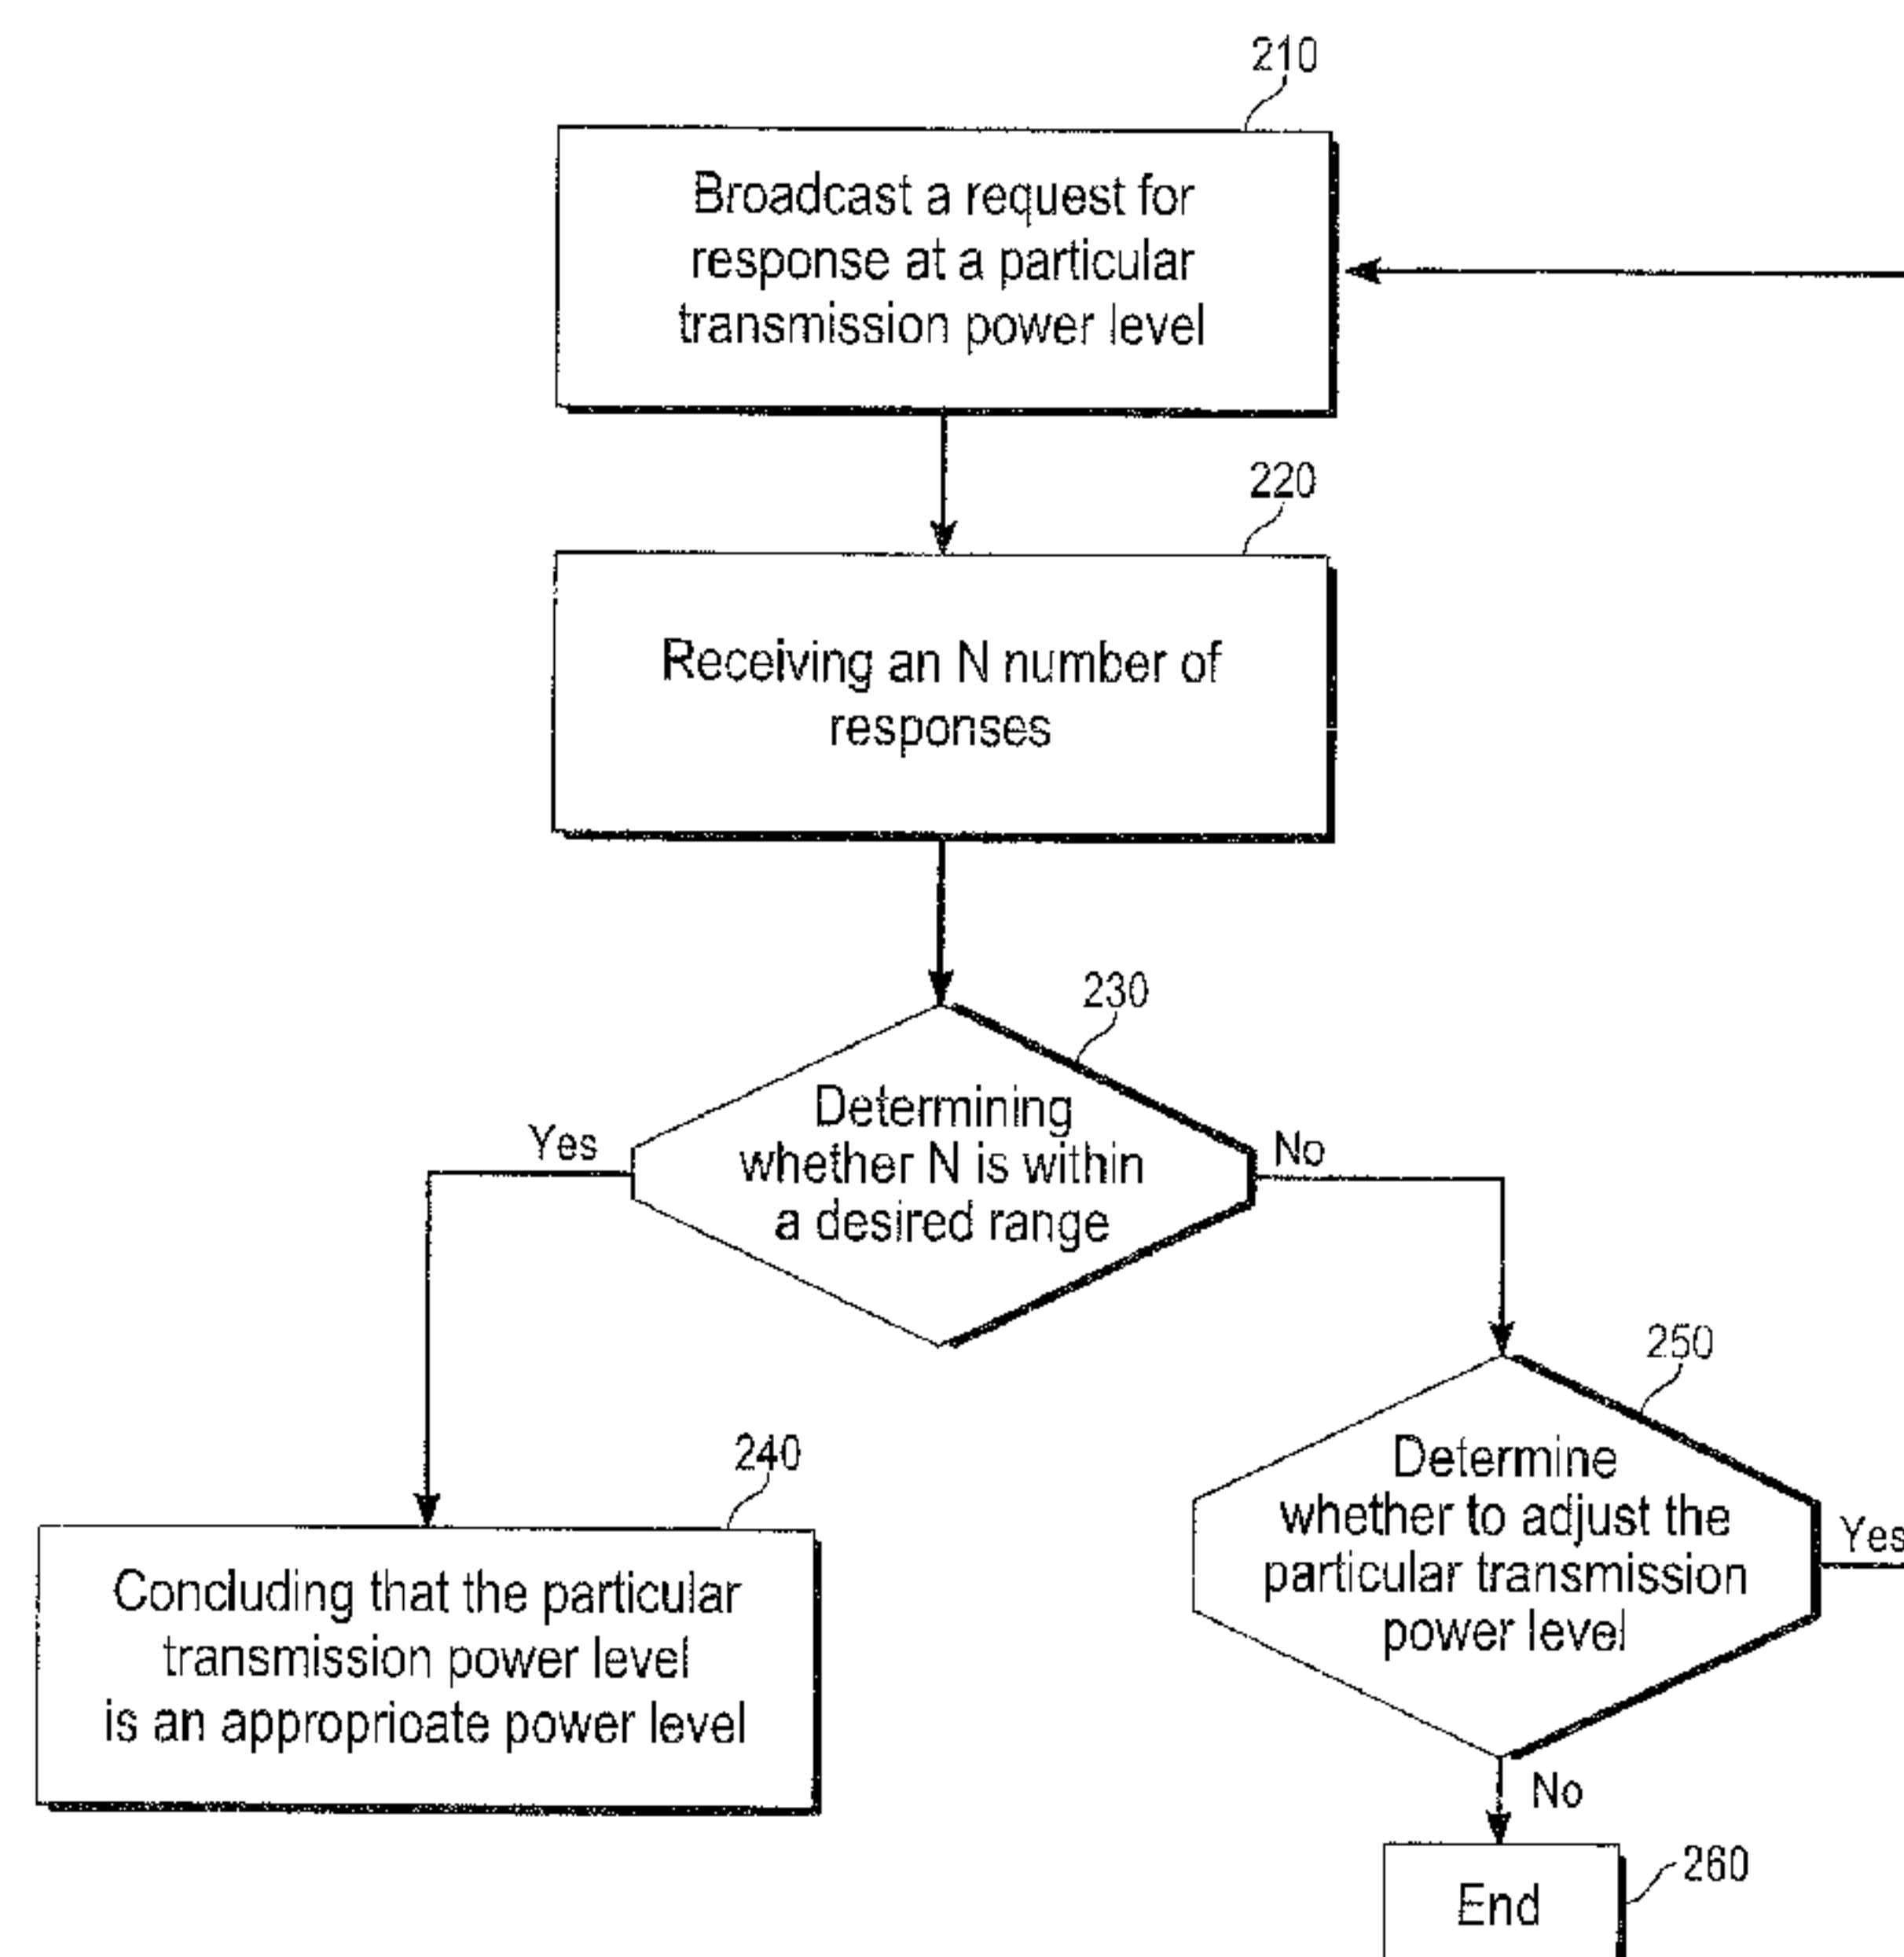 210
Broadcast a request for
response at a particular
transmission power level
220
Receiving an N number of
responses
230
Determining
whether N is within
a desired range
Yes
No
250
Determine
whether to adjust the
particular transmission
power level
Yes
240
Concluding that the particular
transmission power level
is an approprioate power level
No
260
End